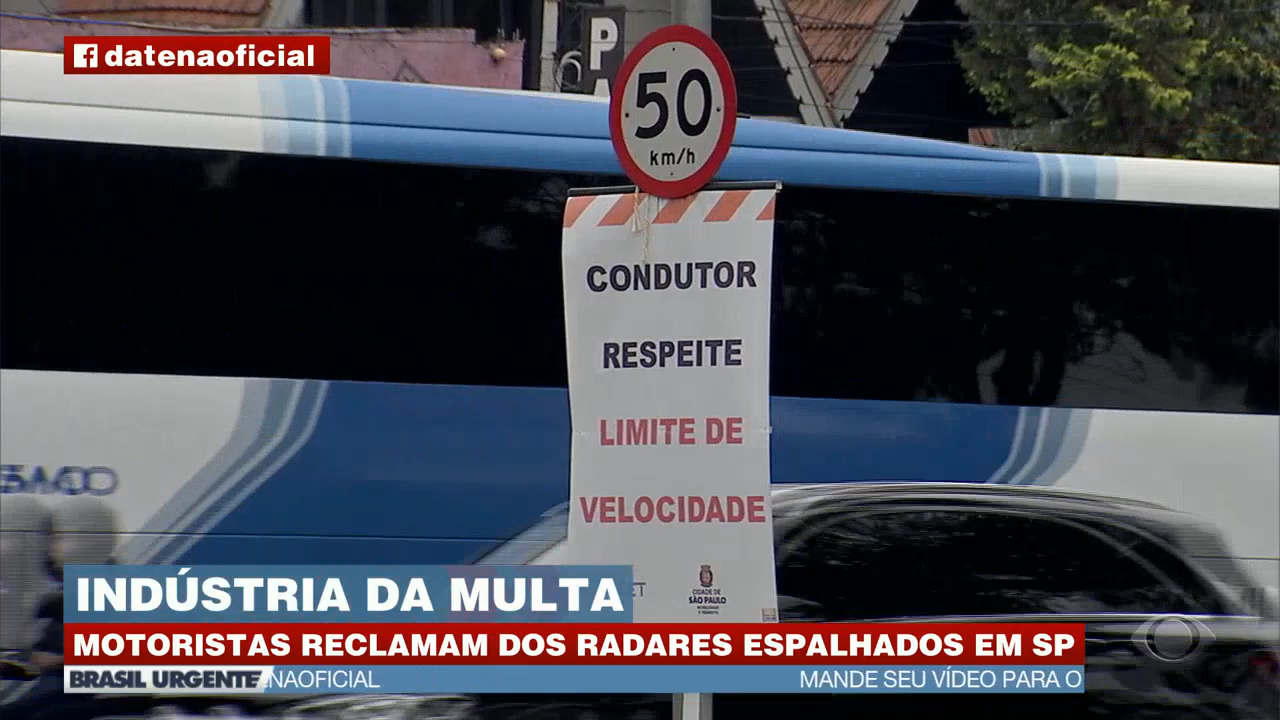 datenaoficial
P
50
km/h
CONDUTOR
RESPEITE
LIMITE DE
VELOCIDADE
CIDADE DE
SÃO PAULO
INDÚSTRIA DA MULTA
MOTORISTAS RECLAMAM DOS RADARES ESPALHADOS EM SP
BRASIL URGENTE
NAOFICIAL
MANDE SEU VÍDEO PARA O